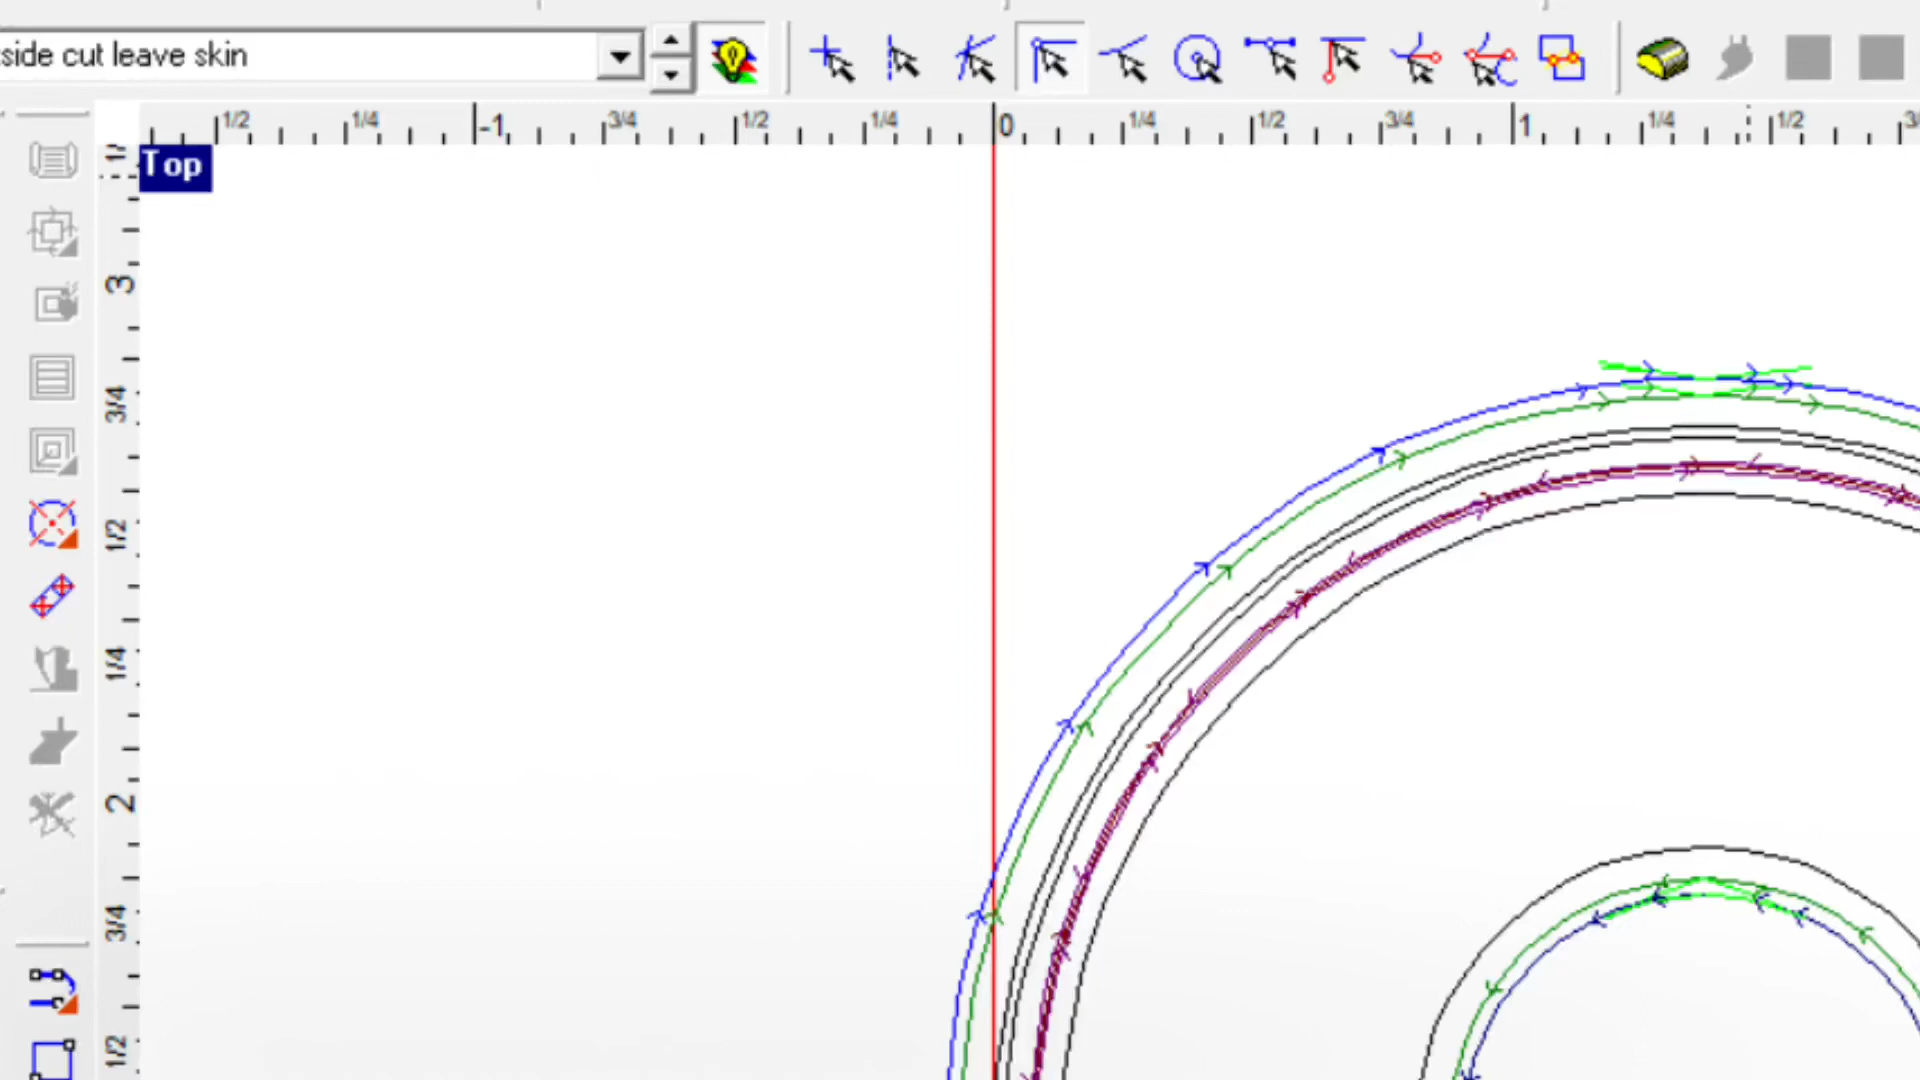 side cut leave skin
1/2 1/4 -1 3/4 1/2 1/4 0 1/4 1/2 3/4 1 1/4 1/2
Top
3
3/4
1/2
1/4
2
3/4
1/2